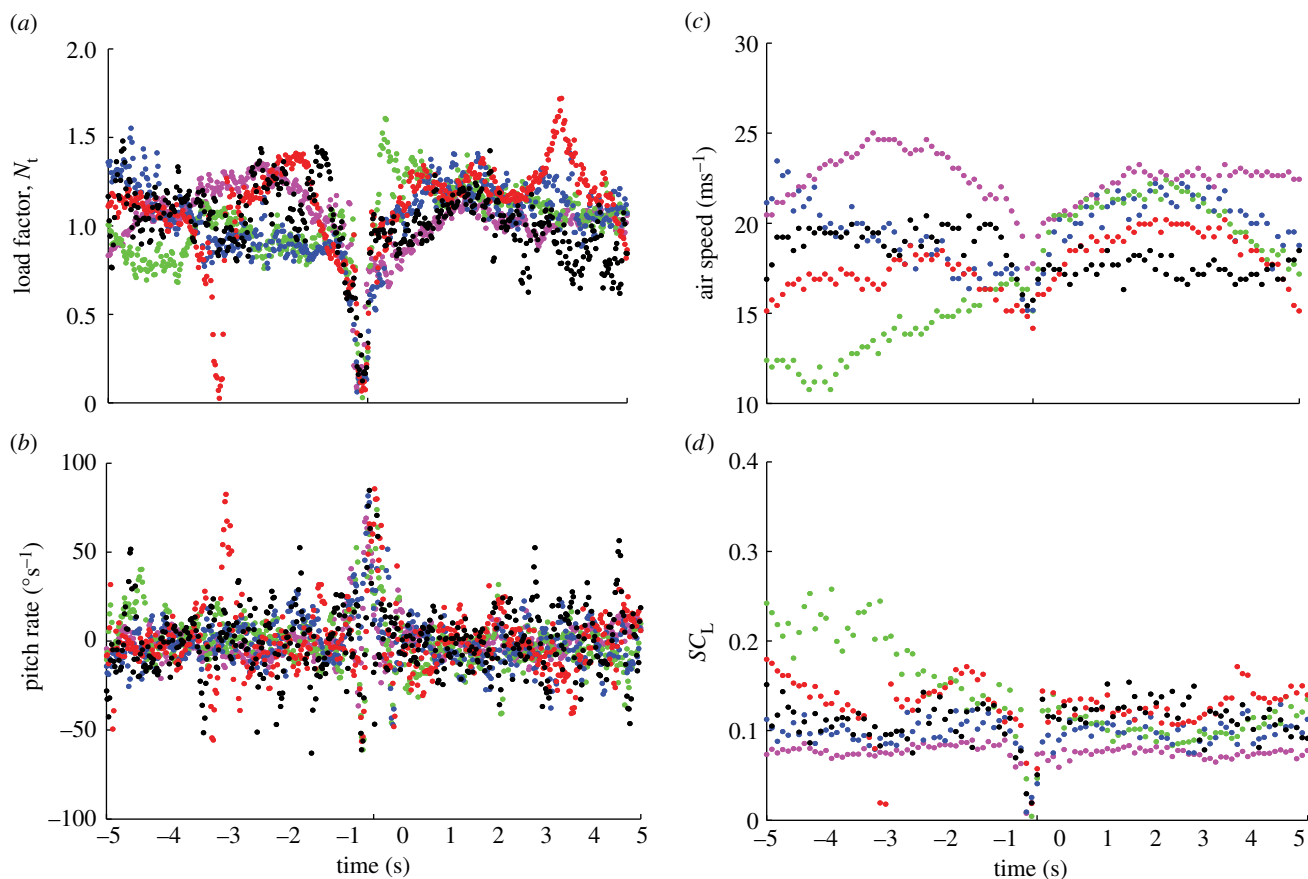 (a)
2.0
1.5
1.0
0.5
0
load factor, Nt
(c)
30
25
20
15
10
air speed (ms−1)
(b)
100
50
0
−50
−100
pitch rate (°s−1)
−5 −4 −3 −2 −1 0 1 2 3 4 5
time (s)
(d)
0.4
0.3
0.2
0.1
0
SCL
−5 −4 −3 −2 −1 0 1 2 3 4 5
time (s)